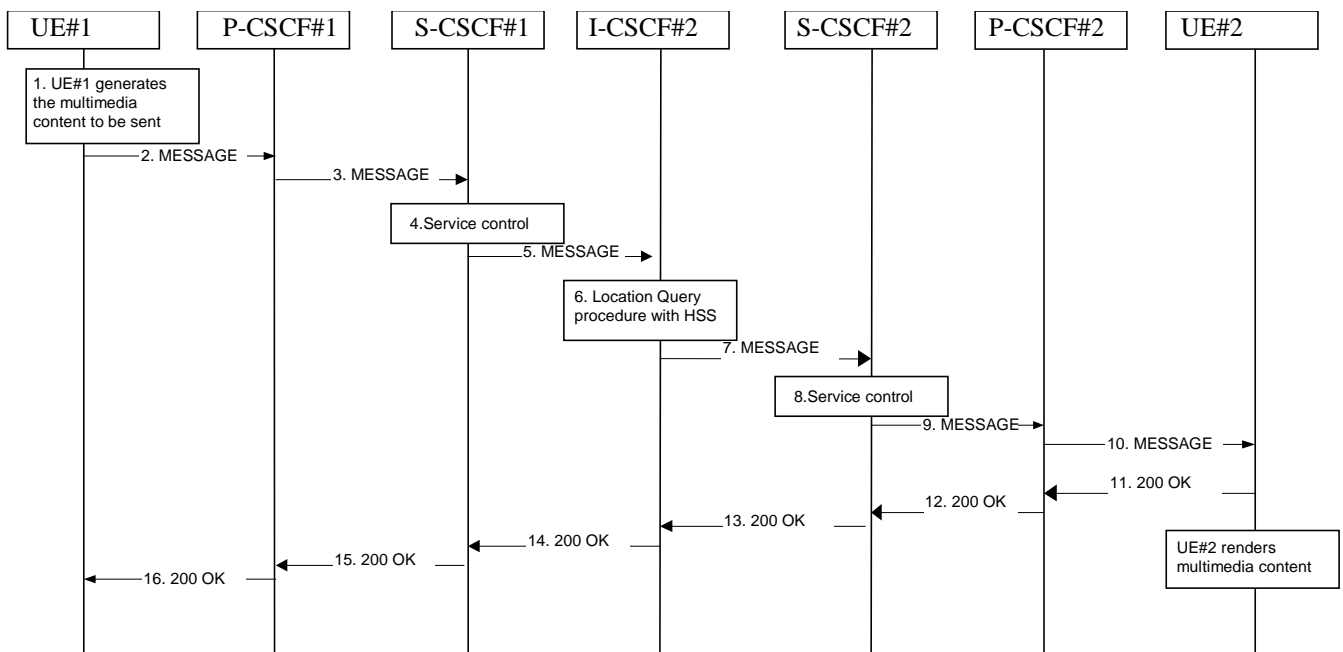 UE#1
P-CSCF#1
S-CSCF#1
I-CSCF#2
S-CSCF#2
P-CSCF#2
UE#2
1. UE#1 generates
the multimedia
content to be sent
2. MESSAGE
3. MESSAGE
4.Service control
5. MESSAGE
6. Location Query
procedure with HSS
7. MESSAGE
8.Service control
9. MESSAGE
10. MESSAGE
11. 200 OK
12. 200 OK
13. 200 OK
14. 200 OK
15. 200 OK
16. 200 OK
UE#2 renders
multimedia content